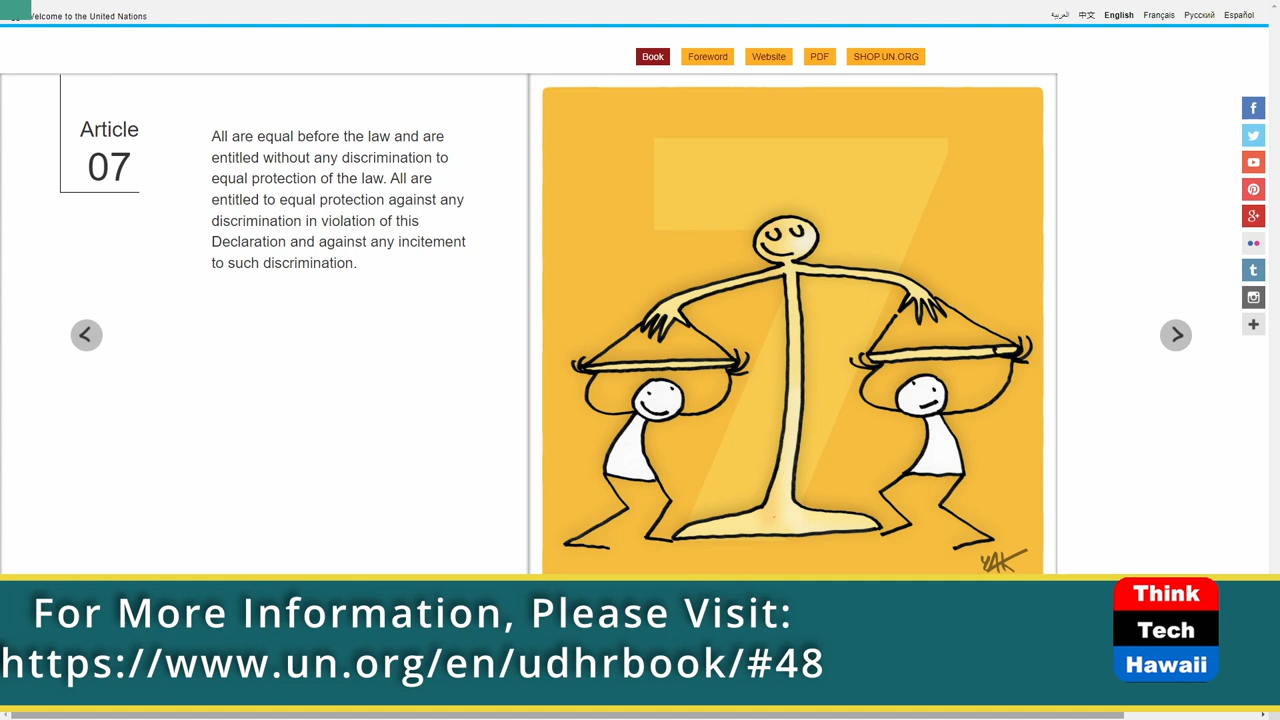 Welcome to the United Nations
العربية 中文 English Français Русский Español
Book Foreword Website PDF SHOP.UN.ORG
Article
07
All are equal before the law and are
entitled without any discrimination to
equal protection of the law. All are
entitled to equal protection against any
discrimination in violation of this
Declaration and against any incitement
to such discrimination.
7
YAK
For More Information, Please Visit:
https://www.un.org/en/udhrbook/#48
Think
Tech
Hawaii